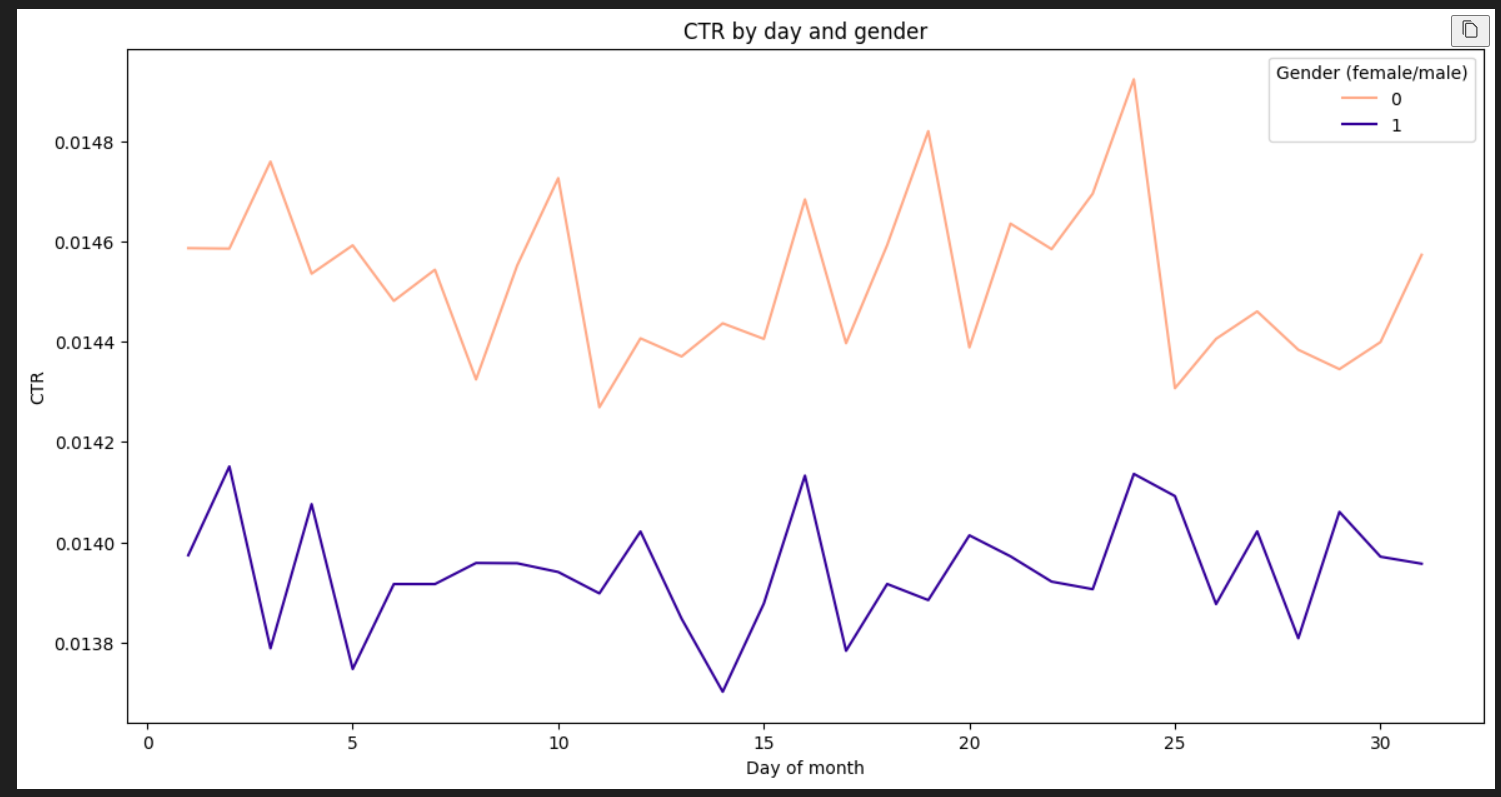 CTR by day and gender
Gender (female/male)
0
1
0.0148
0.0146
0.0144
0.0142
0.0140
0.0138
CTR
0 5 10 15 20 25 30
Day of month